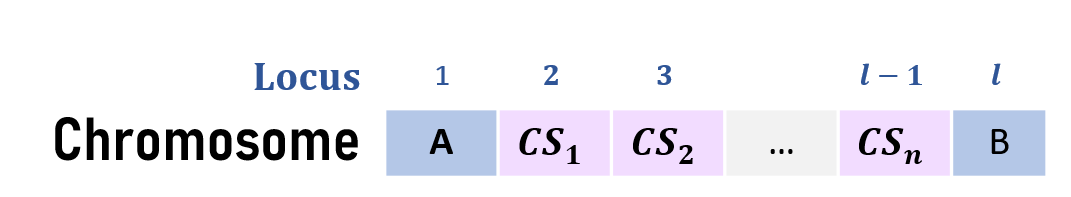 Locus 1 2 3 l − 1 l
Chromosome A CS₁ CS₂ ... CSₙ B